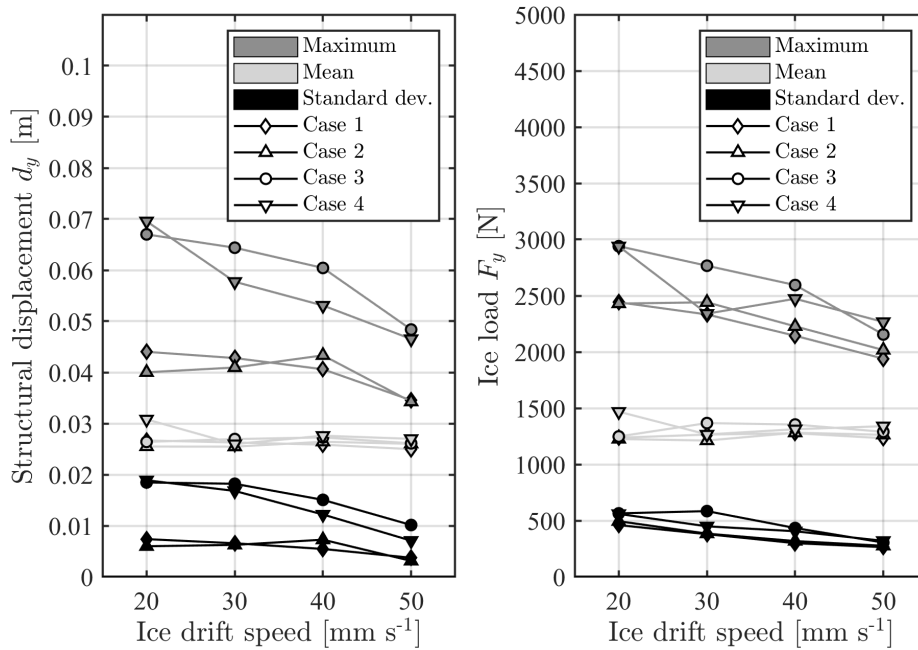 0.1
0.09
0.08
0.07
0.06
0.05
0.04
0.03
0.02
0.01
0
Structural displacement d_y [m]
Maximum
Mean
Standard dev.
Case 1
Case 2
Case 3
Case 4
20 30 40 50
Ice drift speed [mm s⁻¹]
5000
4500
4000
3500
3000
2500
2000
1500
1000
500
0
Ice load F_y [N]
Maximum
Mean
Standard dev.
Case 1
Case 2
Case 3
Case 4
20 30 40 50
Ice drift speed [mm s⁻¹]